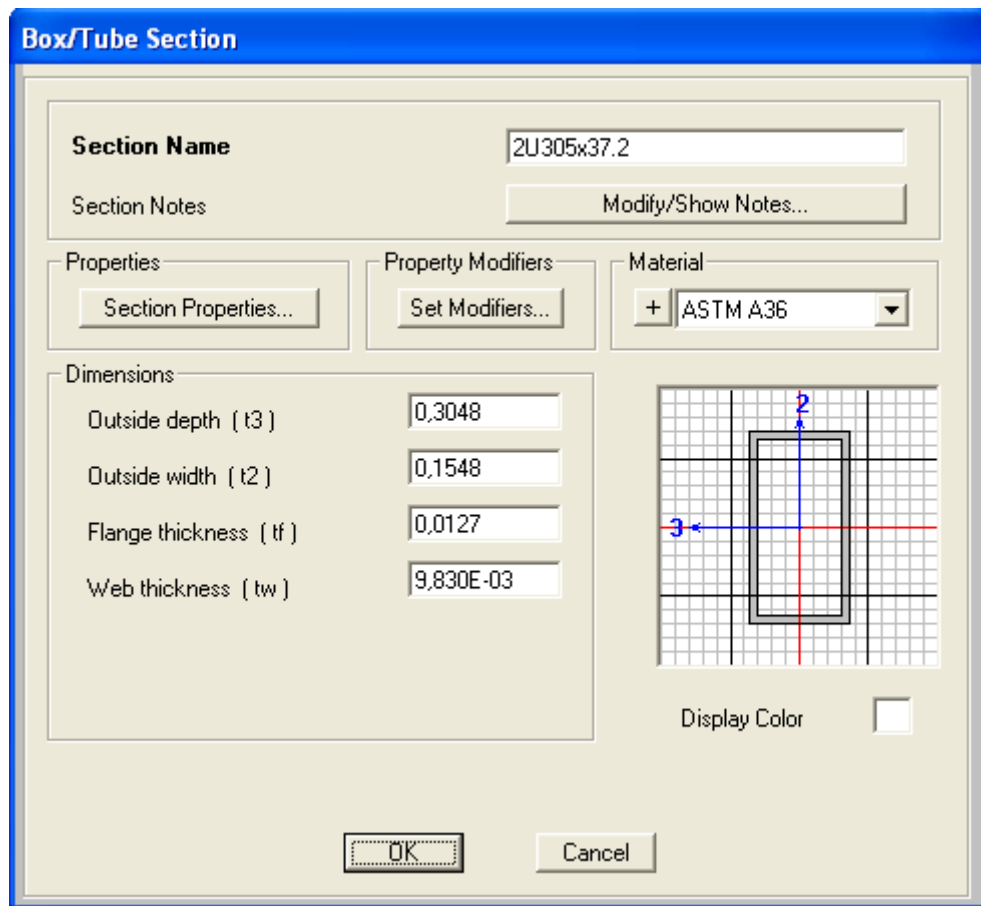 Box/Tube Section
Section Name 2U305x37.2
Section Notes Modify/Show Notes...
Properties Property Modifiers Material
Section Properties... Set Modifiers... + ASTM A36
Dimensions
Outside depth ( t3 ) 0,3048
Outside width ( t2 ) 0,1548
Flange thickness ( tf ) 0,0127
Web thickness ( tw ) 9,830E-03
2
3
Display Color
OK Cancel